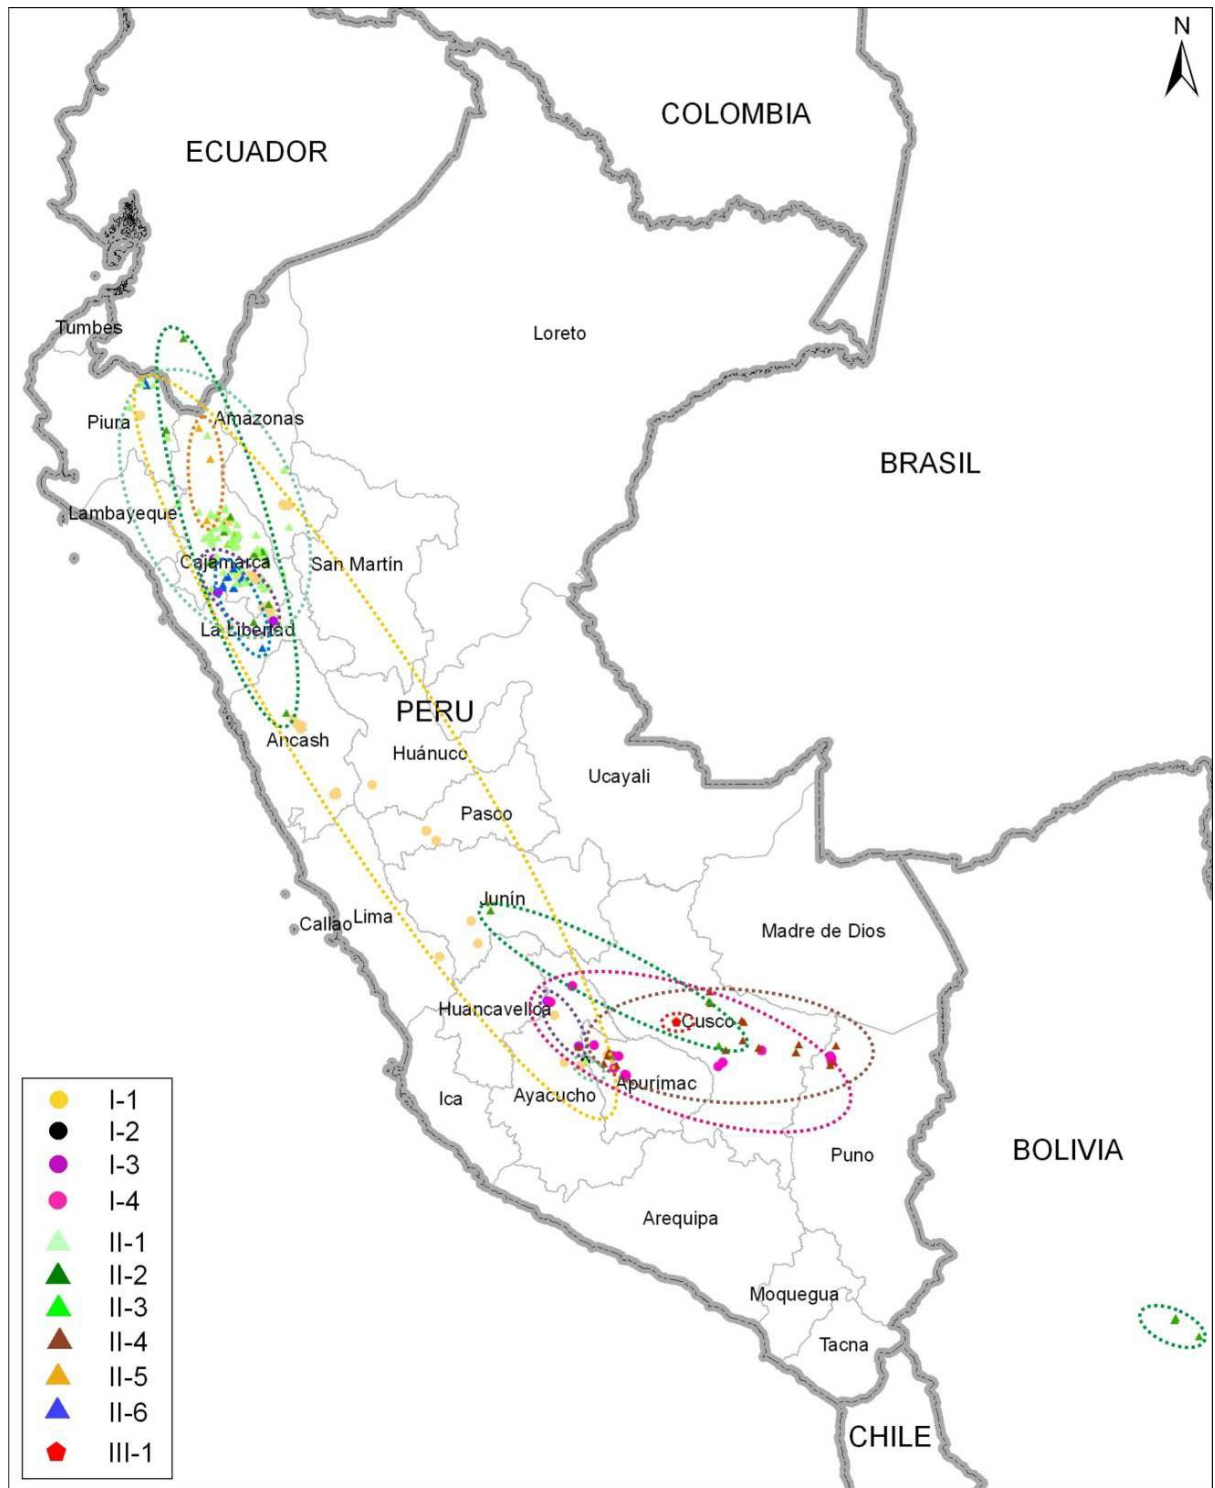 N
COLOMBIA
ECUADOR
Tumbes
Loreto
Piura
Amazonas
BRASIL
Lambayeque
Cajamarca
San Martín
La Libertad
PERU
Ancash
Huánuco
Ucayali
Pasco
Junín
Callao
Lima
Madre de Dios
Huancavelica
Cusco
Apurímac
Ayacucho
Ica
BOLIVIA
Puno
Arequipa
Moquegua
Tacna
CHILE
I-1
I-2
I-3
I-4
II-1
II-2
II-3
II-4
II-5
II-6
III-1